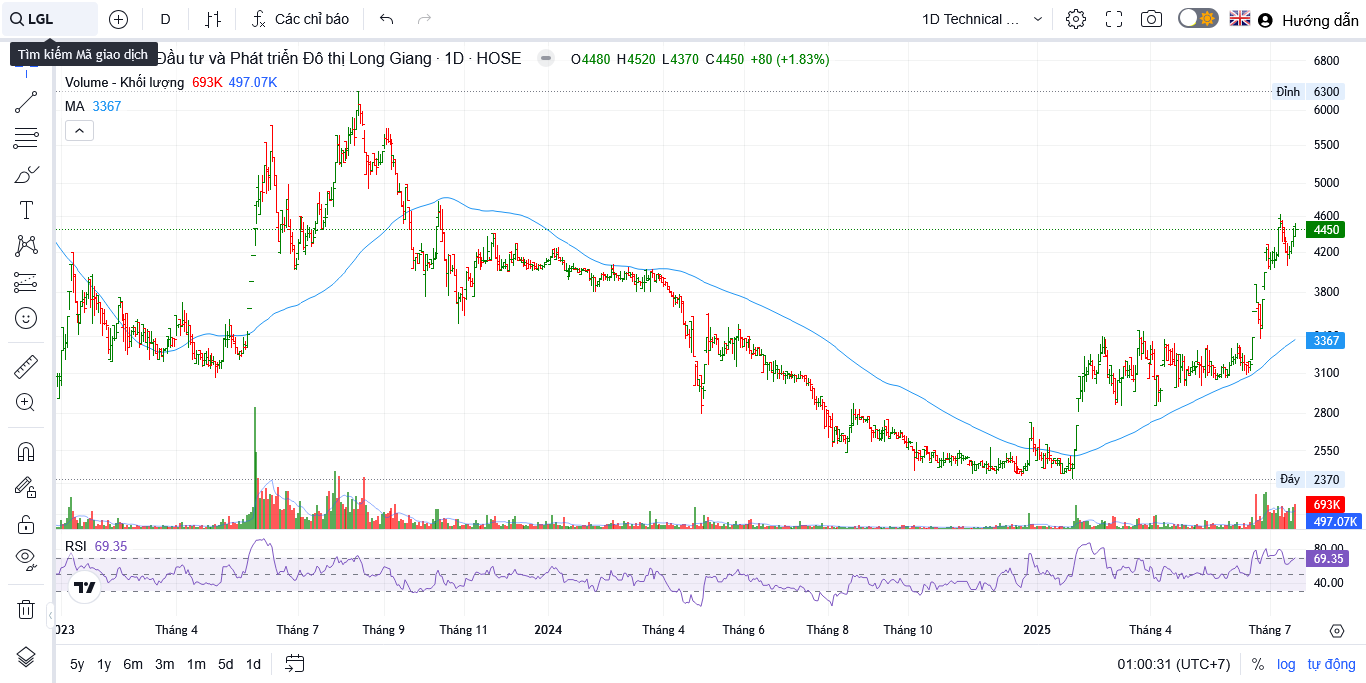 LGL
D
Các chỉ báo
1D Technical ...
Hướng dẫn
Tìm kiếm Mã giao dịch
Đầu tư và Phát triển Đô thị Long Giang · 1D · HOSE
O4480 H4520 L4370 C4450 +80 (+1.83%)
Volume - Khối lượng 693K 497.07K
MA 3367
6800
Đỉnh 6300
6000
5500
5000
4600
4450
4200
3800
3367
3100
2800
2550
Đáy 2370
693K
497.07K
RSI 69.35
80.00
69.35
40.00
023 Tháng 4 Tháng 7 Tháng 9 Tháng 11 2024 Tháng 4 Tháng 6 Tháng 8 Tháng 10 2025 Tháng 4 Tháng 7
5y 1y 6m 3m 1m 5d 1d
01:00:31 (UTC+7) % log tự động